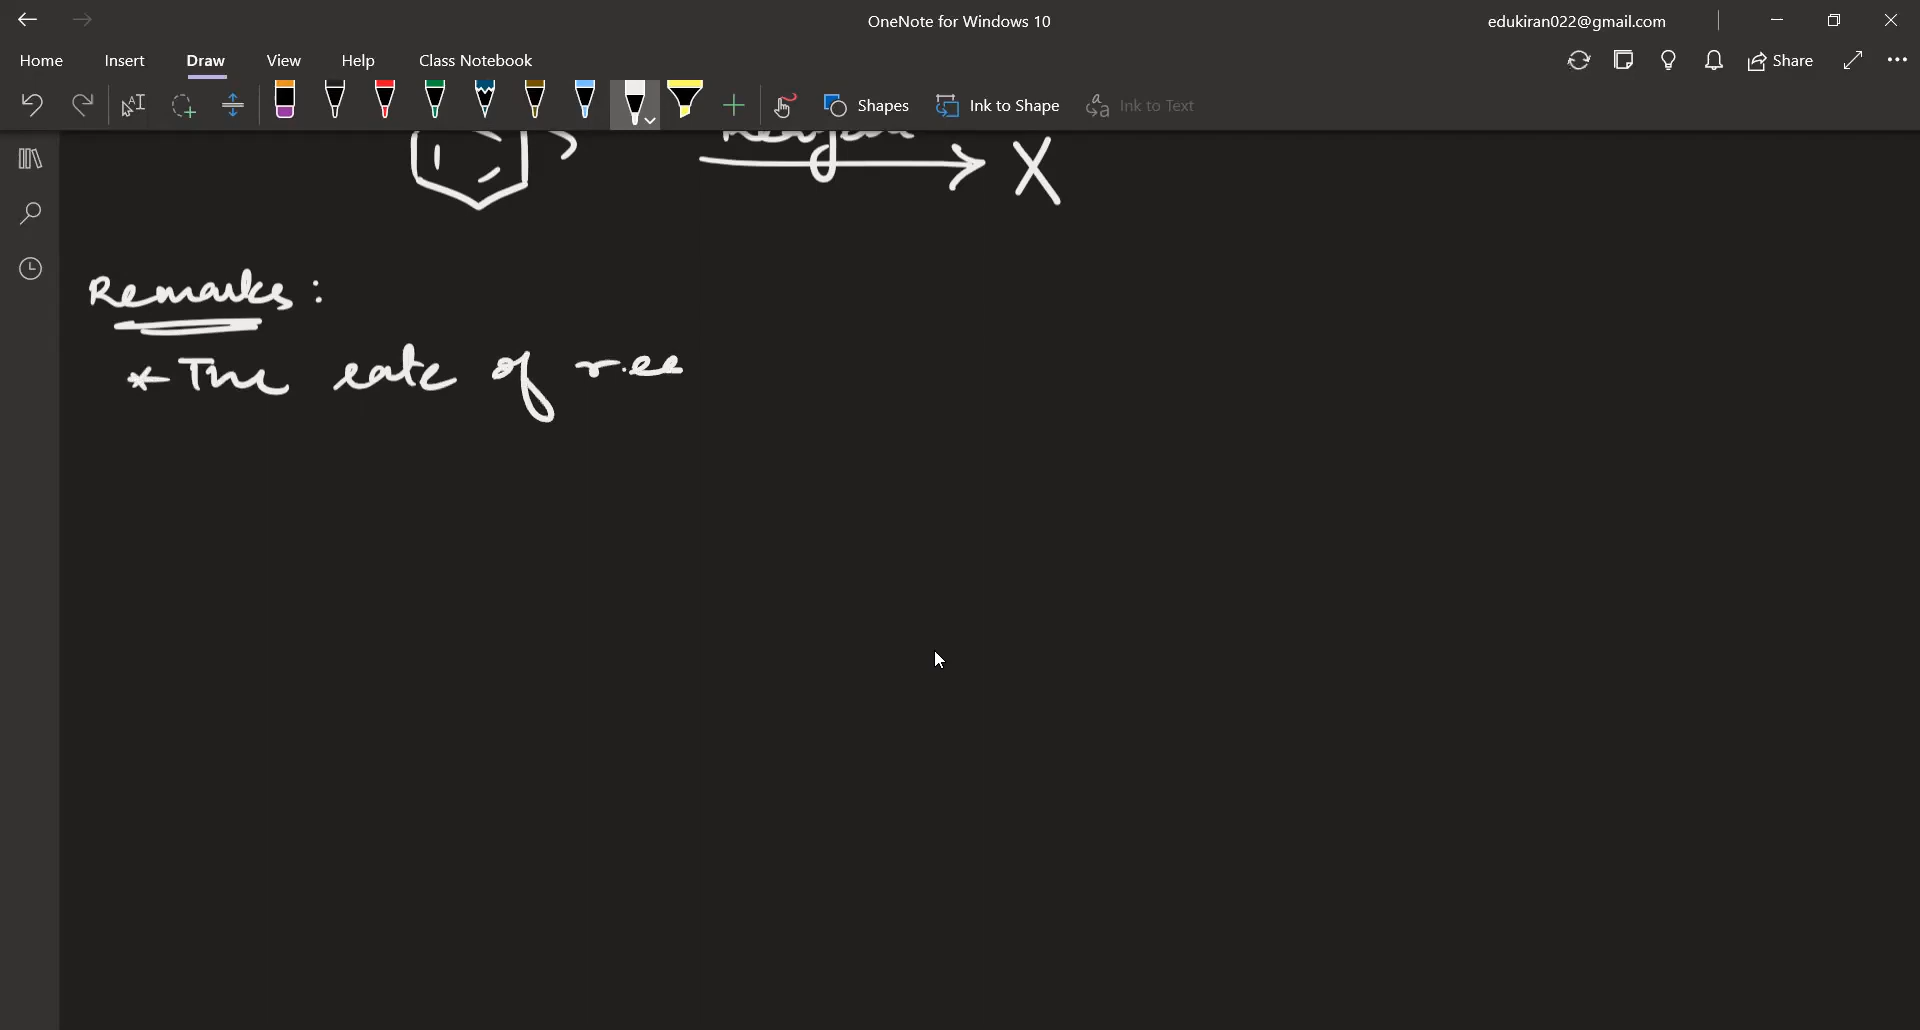 OneNote for Windows 10
edukiran022@gmail.com
Home Insert Draw View Help Class Notebook
Share
Shapes Ink to Shape Ink to Text
X
Remarks :
* The rate of